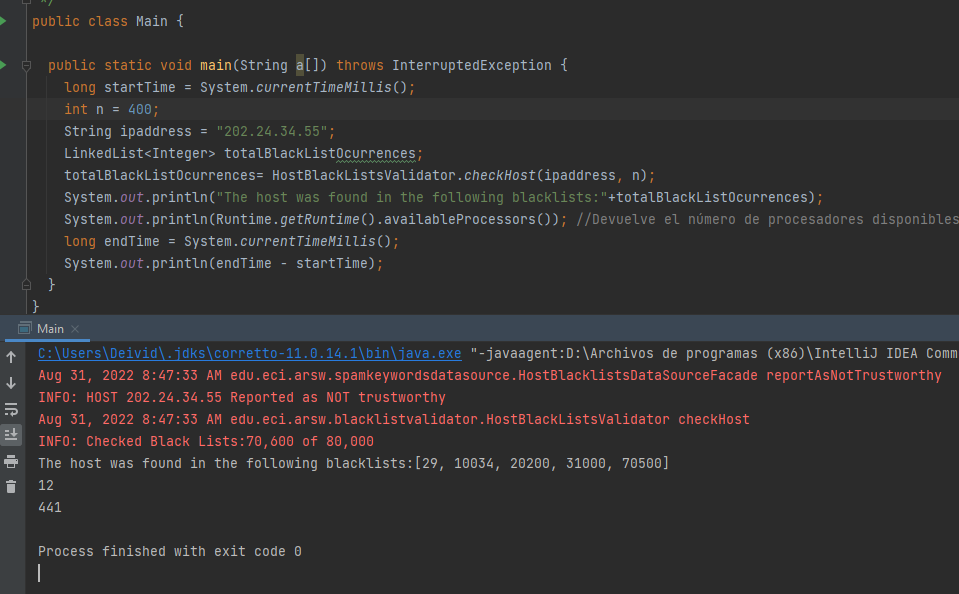 */
public class Main {
public static void main(String a[]) throws InterruptedException {
long startTime = System.currentTimeMillis();
int n = 400;
String ipaddress = "202.24.34.55";
LinkedList<Integer> totalBlackListOcurrences;
totalBlackListOcurrences= HostBlackListsValidator.checkHost(ipaddress, n);
System.out.println("The host was found in the following blacklists:"+totalBlackListOcurrences);
System.out.println(Runtime.getRuntime().availableProcessors()); //Devuelve el número de procesadores disponibles
long endTime = System.currentTimeMillis();
System.out.println(endTime - startTime);
}
}
Main ×
C:\Users\Deivid\.jdks\corretto-11.0.14.1\bin\java.exe "-javaagent:D:\Archivos de programas (x86)\IntelliJ IDEA Comm
Aug 31, 2022 8:47:33 AM edu.eci.arsw.spamkeywordsdatasource.HostBlacklistsDataSourceFacade reportAsNotTrustworthy
INFO: HOST 202.24.34.55 Reported as NOT trustworthy
Aug 31, 2022 8:47:33 AM edu.eci.arsw.blacklistvalidator.HostBlackListsValidator checkHost
INFO: Checked Black Lists:70,600 of 80,000
The host was found in the following blacklists:[29, 10034, 20200, 31000, 70500]
12
441
Process finished with exit code 0